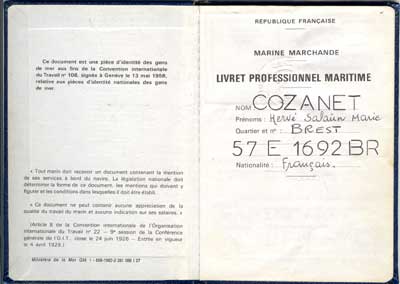 Ce document est une pièce d'identité des gens
de mer aux fins de la Convention internationale
du Travail n° 108, signée à Genève le 13 mai 1958,
relative aux pièces d'identité nationales des gens
de mer.
« Tout marin doit recevoir un document contenant la mention
de ses services à bord du navire. La législation nationale doit
déterminer la forme de ce document, les mentions qui doivent y
figurer et les conditions dans lesquelles il doit être établi.
« Ce document ne peut contenir aucune appréciation de la
qualité du travail du marin et aucune indication sur ses salaires. »
(Article 5 de la Convention internationale de l'Organisation
internationale du Travail n° 22 - 9e session de la Conférence
générale de l'O.I.T. close le 24 juin 1926 - Entrée en vigueur
le 4 avril 1928.)
Ministère de la Mer
RÉPUBLIQUE FRANÇAISE
MARINE MARCHANDE
LIVRET PROFESSIONNEL MARITIME
NOM COZANET
Prénoms : Hervé Salaün Marie
Quartier et n° : BREST
57 E 1692 BR
Nationalité : Français.